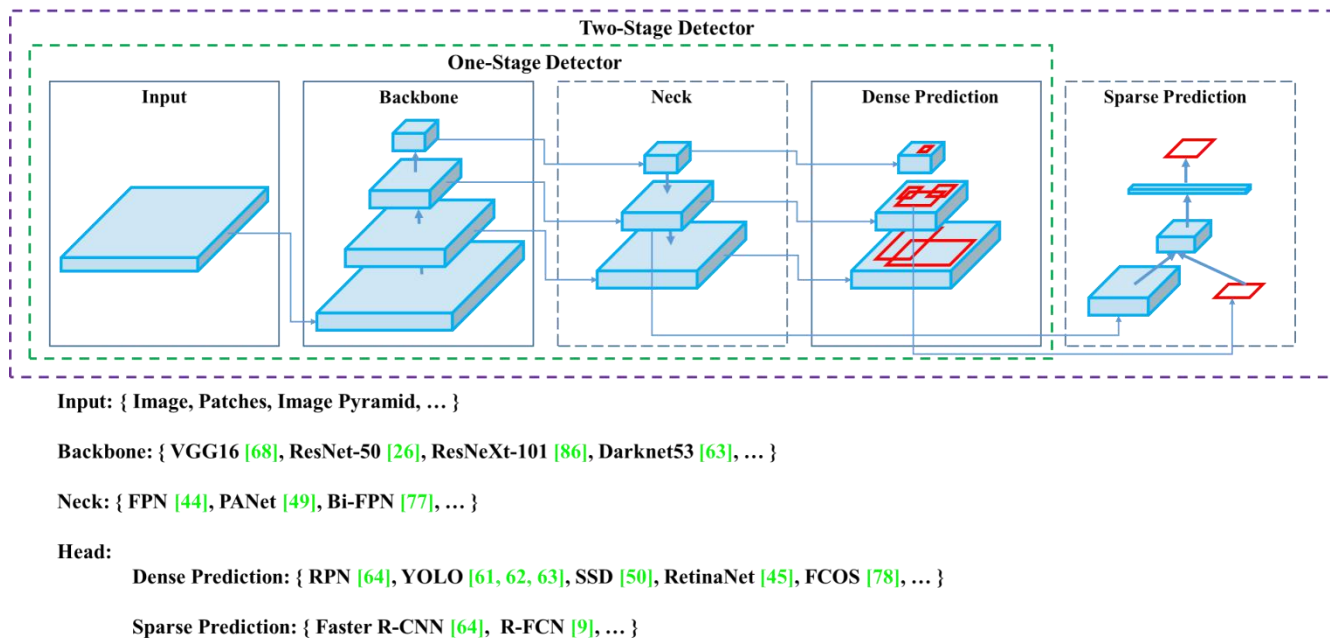 Two-Stage Detector
One-Stage Detector
Input
Backbone
Neck
Dense Prediction
Sparse Prediction
Input: { Image, Patches, Image Pyramid, … }
Backbone: { VGG16 [68], ResNet-50 [26], ResNeXt-101 [86], Darknet53 [63], … }
Neck: { FPN [44], PANet [49], Bi-FPN [77], … }
Head:
Dense Prediction: { RPN [64], YOLO [61, 62, 63], SSD [50], RetinaNet [45], FCOS [78], … }
Sparse Prediction: { Faster R-CNN [64], R-FCN [9], … }